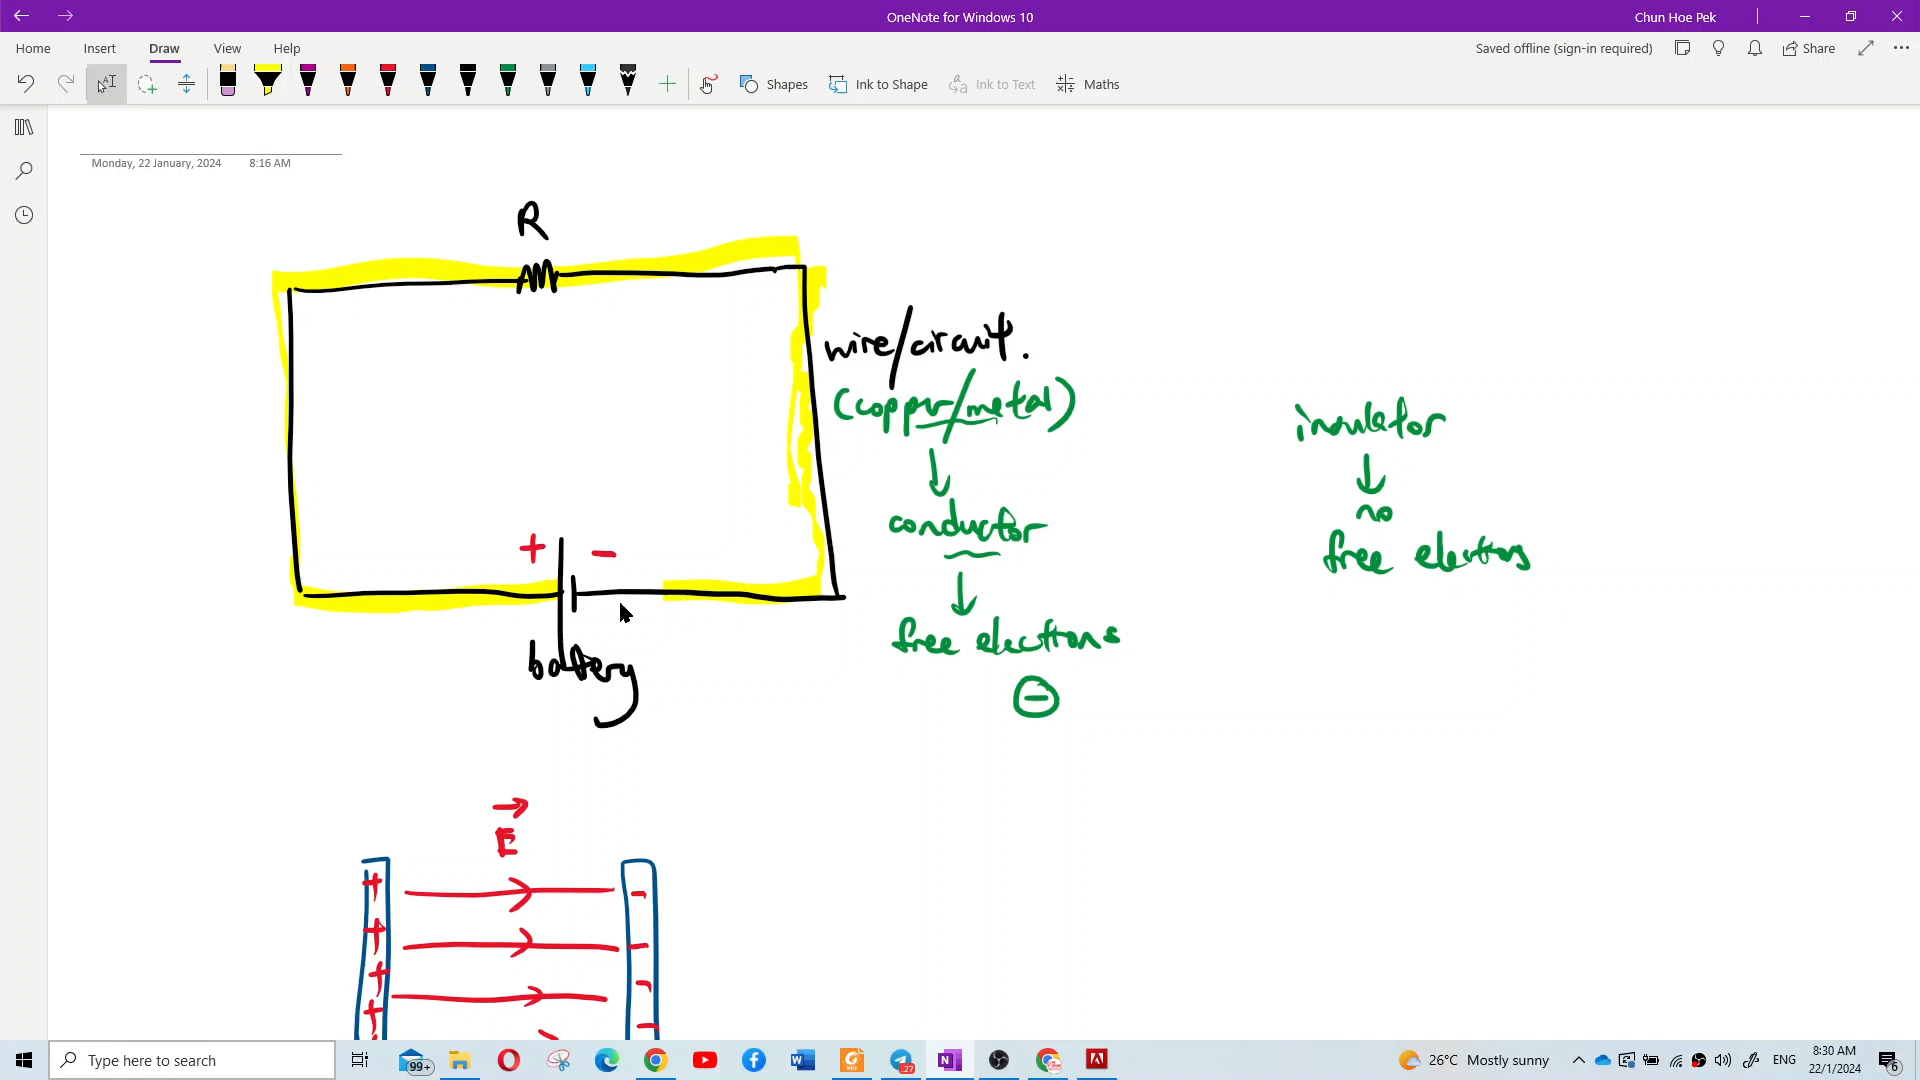 OneNote for Windows 10
Chun Hoe Pek
Home Insert Draw View Help
Saved offline (sign-in required)
Share
Shapes
Ink to Shape
Ink to Text
Maths
Monday, 22 January, 2024 8:16 AM
R
wire/circuit.
(copper/metal)
insulator
conductor
no
free electrons
+ -
free electrons
-
battery
E
+ -
+ -
+ -
+ -
Type here to search
99+
27
26°C Mostly sunny
ENG
8:30 AM
22/1/2024
6